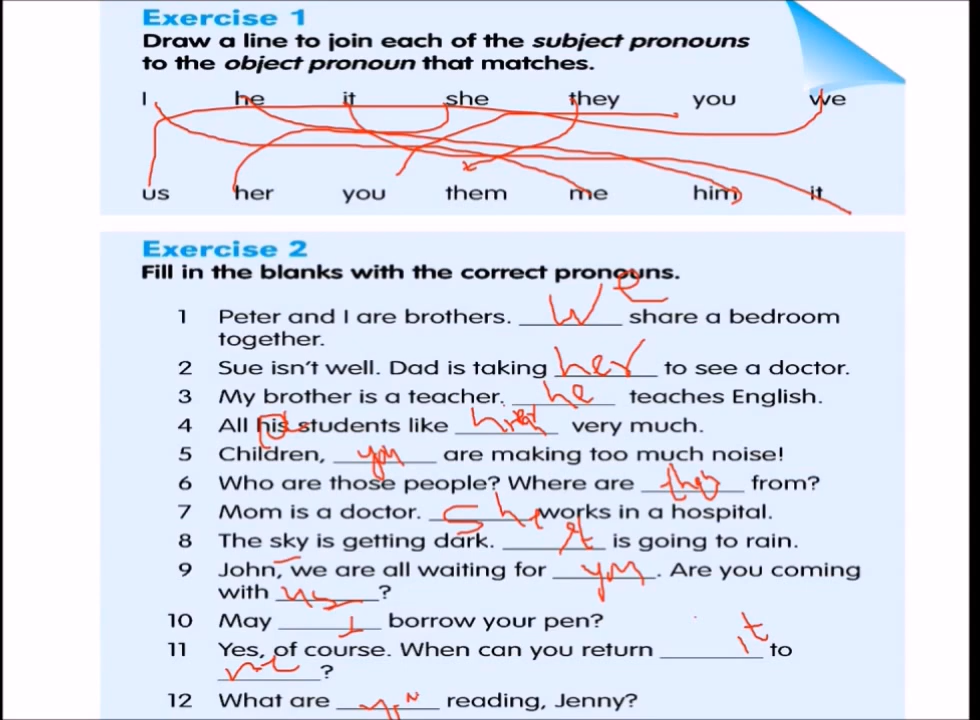 Exercise 1
Draw a line to join each of the subject pronouns
to the object pronoun that matches.
I he it she they you we
us her you them me him it
Exercise 2
Fill in the blanks with the correct pronouns.
1 Peter and I are brothers. We share a bedroom
together.
2 Sue isn't well. Dad is taking her to see a doctor.
3 My brother is a teacher. he teaches English.
4 All his students like very much.
5 Children, you are making too much noise!
6 Who are those people? Where are they from?
7 Mom is a doctor. She works in a hospital.
8 The sky is getting dark. It is going to rain.
9 John, we are all waiting for you. Are you coming
with us?
10 May I borrow your pen?
11 Yes, of course. When can you return it to
me?
12 What are you reading, Jenny?